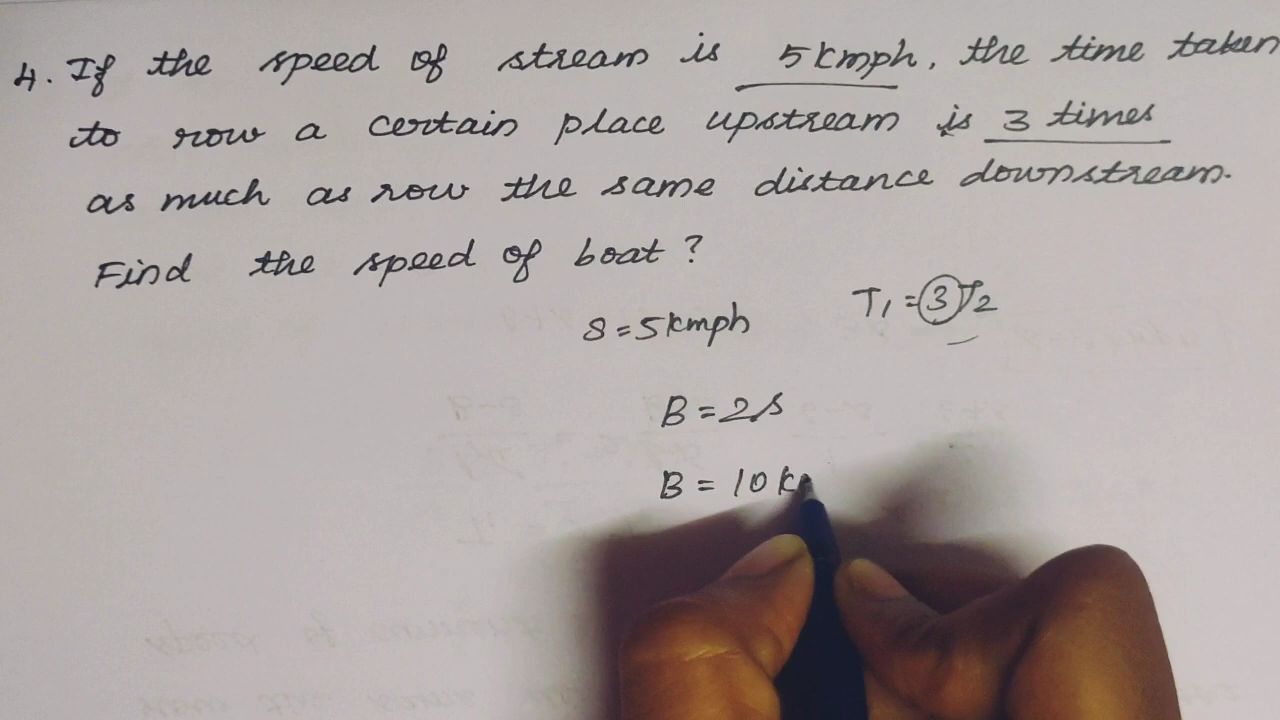 4. If the speed of stream is 5kmph, the time taken
to row a certain place upstream is 3 times
as much as row the same distance downstream.
Find the speed of boat?
S = 5kmph T1 = 3T2
B = 2S
B = 10k